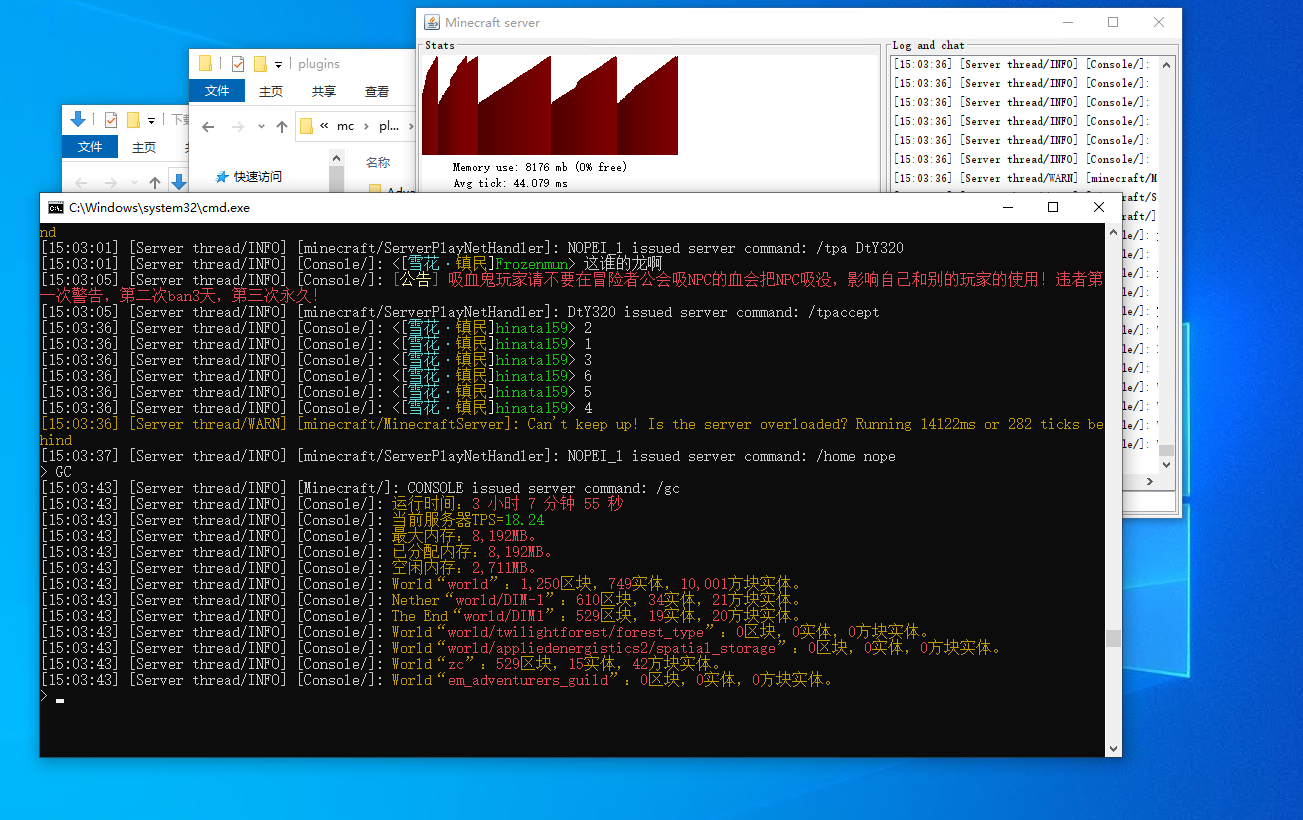 Minecraft server
Stats
Memory use: 8176 mb (0% free)
Avg tick: 44.079 ms
Log and chat
[15:03:36] [Server thread/INFO] [Console/]:
[15:03:36] [Server thread/INFO] [Console/]:
[15:03:36] [Server thread/INFO] [Console/]:
[15:03:36] [Server thread/INFO] [Console/]:
[15:03:36] [Server thread/INFO] [Console/]:
[15:03:36] [Server thread/INFO] [Console/]:
[15:03:36] [Server thread/WARN] [minecraft/M
plugins
文件
主页
共享
查看
« mc › pl... ›
快速访问
名称
文件
主页
C:\Windows\system32\cmd.exe
nd
[15:03:01] [Server thread/INFO] [minecraft/ServerPlayNetHandler]: NOPEI_1 issued server command: /tpa DtY320
[15:03:01] [Server thread/INFO] [Console/]: <[雪花·镇民]Frozenmun> 这谁的龙啊
[15:03:05] [Server thread/INFO] [Console/]: [公告] 吸血鬼玩家请不要在冒险者公会吸NPC的血会把NPC吸没，影响自己和别的玩家的使用！违者第
一次警告，第二次ban3天，第三次永久！
[15:03:05] [Server thread/INFO] [minecraft/ServerPlayNetHandler]: DtY320 issued server command: /tpaccept
[15:03:36] [Server thread/INFO] [Console/]: <[雪花·镇民]hinata159> 2
[15:03:36] [Server thread/INFO] [Console/]: <[雪花·镇民]hinata159> 1
[15:03:36] [Server thread/INFO] [Console/]: <[雪花·镇民]hinata159> 3
[15:03:36] [Server thread/INFO] [Console/]: <[雪花·镇民]hinata159> 6
[15:03:36] [Server thread/INFO] [Console/]: <[雪花·镇民]hinata159> 5
[15:03:36] [Server thread/INFO] [Console/]: <[雪花·镇民]hinata159> 4
[15:03:36] [Server thread/WARN] [minecraft/MinecraftServer]: Can't keep up! Is the server overloaded? Running 14122ms or 282 ticks be
hind
[15:03:37] [Server thread/INFO] [minecraft/ServerPlayNetHandler]: NOPEI_1 issued server command: /home nope
> GC
[15:03:43] [Server thread/INFO] [Minecraft/]: CONSOLE issued server command: /gc
[15:03:43] [Server thread/INFO] [Console/]: 运行时间：3 小时 7 分钟 55 秒
[15:03:43] [Server thread/INFO] [Console/]: 当前服务器TPS=18.24
[15:03:43] [Server thread/INFO] [Console/]: 最大内存：8,192MB。
[15:03:43] [Server thread/INFO] [Console/]: 已分配内存：8,192MB。
[15:03:43] [Server thread/INFO] [Console/]: 空闲内存：2,711MB。
[15:03:43] [Server thread/INFO] [Console/]: World“world”：1,250区块，749实体，10,001方块实体。
[15:03:43] [Server thread/INFO] [Console/]: Nether“world/DIM-1”：610区块，34实体，21方块实体。
[15:03:43] [Server thread/INFO] [Console/]: The End“world/DIM1”：529区块，19实体，20方块实体。
[15:03:43] [Server thread/INFO] [Console/]: World“world/twilightforest/forest_type”：0区块，0实体，0方块实体。
[15:03:43] [Server thread/INFO] [Console/]: World“world/appliedenergistics2/spatial_storage”：0区块，0实体，0方块实体。
[15:03:43] [Server thread/INFO] [Console/]: World“zc”：529区块，15实体，42方块实体。
[15:03:43] [Server thread/INFO] [Console/]: World“em_adventurers_guild”：0区块，0实体，0方块实体。
>